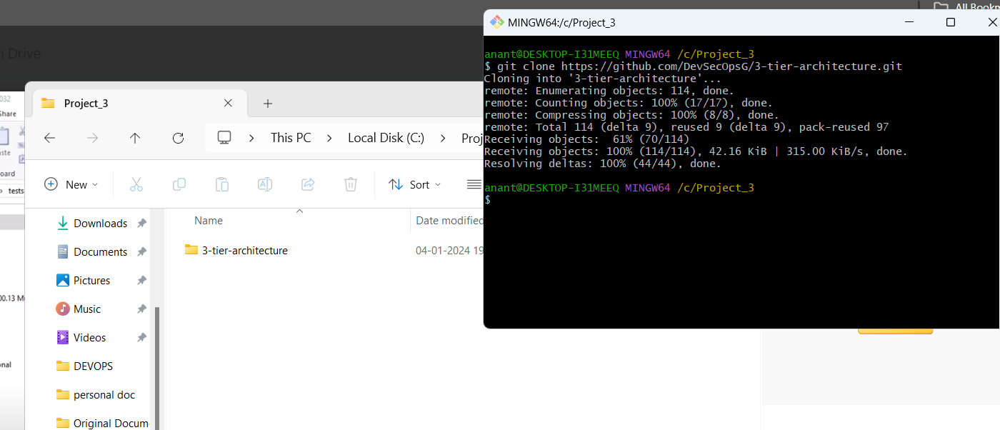 All Bookm
MINGW64:/c/Project_3
Drive
anant@DESKTOP-I31MEEQ MINGW64 /c/Project_3
$ git clone https://github.com/DevSecOpsG/3-tier-architecture.git
Cloning into '3-tier-architecture'...
remote: Enumerating objects: 114, done.
remote: Counting objects: 100% (17/17), done.
remote: Compressing objects: 100% (8/8), done.
remote: Total 114 (delta 9), reused 9 (delta 9), pack-reused 97
Receiving objects:  61% (70/114)
Receiving objects: 100% (114/114), 42.16 KiB | 315.00 KiB/s, done.
Resolving deltas: 100% (44/44), done.
anant@DESKTOP-I31MEEQ MINGW64 /c/Project_3
$
032
Share
ste
oard
tests
00.13 M
onal
Project_3
This PC > Local Disk (C:) > Proj
New
Sort
Name
Date modified
3-tier-architecture
04-01-2024 19
Downloads
Documents
Pictures
Music
Videos
DEVOPS
personal doc
Original Docum